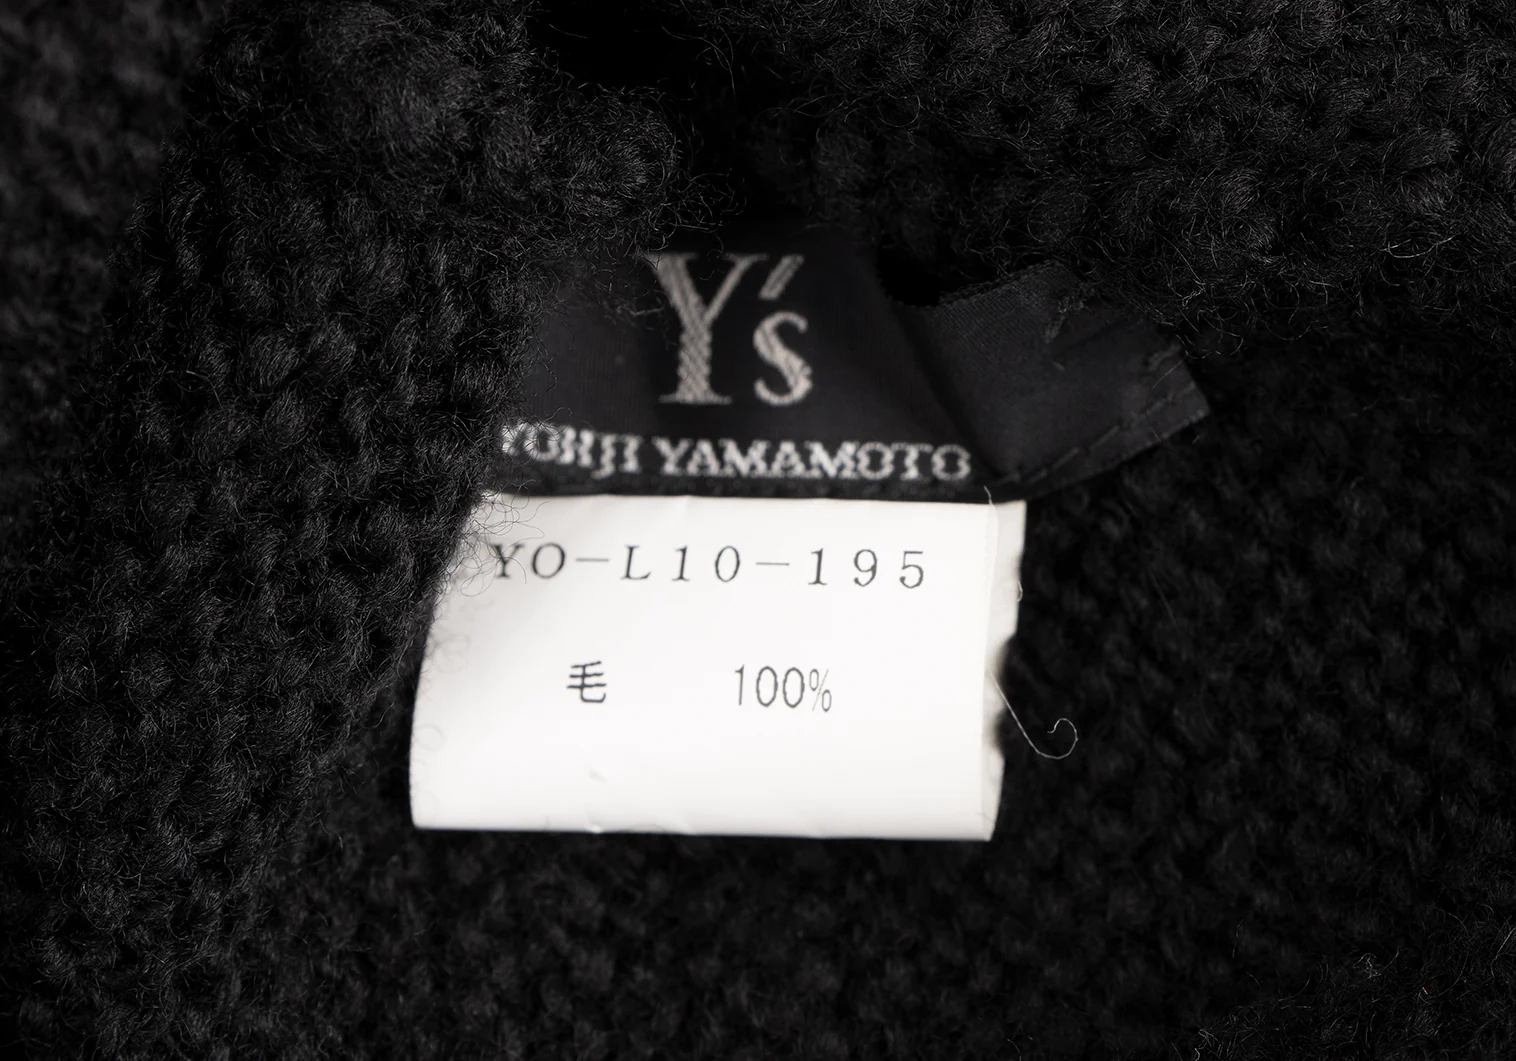 Y's
YOHJI YAMAMOTO
YO-L10-195
毛 100%